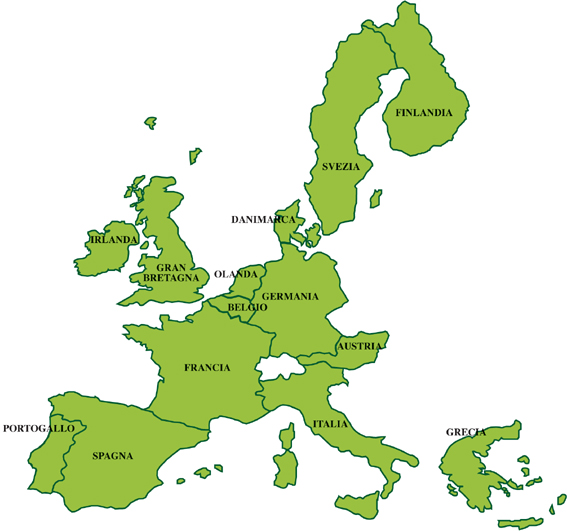 FINLANDIA
SVEZIA
DANIMARCA
IRLANDA
GRAN
BRETAGNA
OLANDA
GERMANIA
BELGIO
AUSTRIA
FRANCIA
ITALIA
PORTOGALLO
GRECIA
SPAGNA